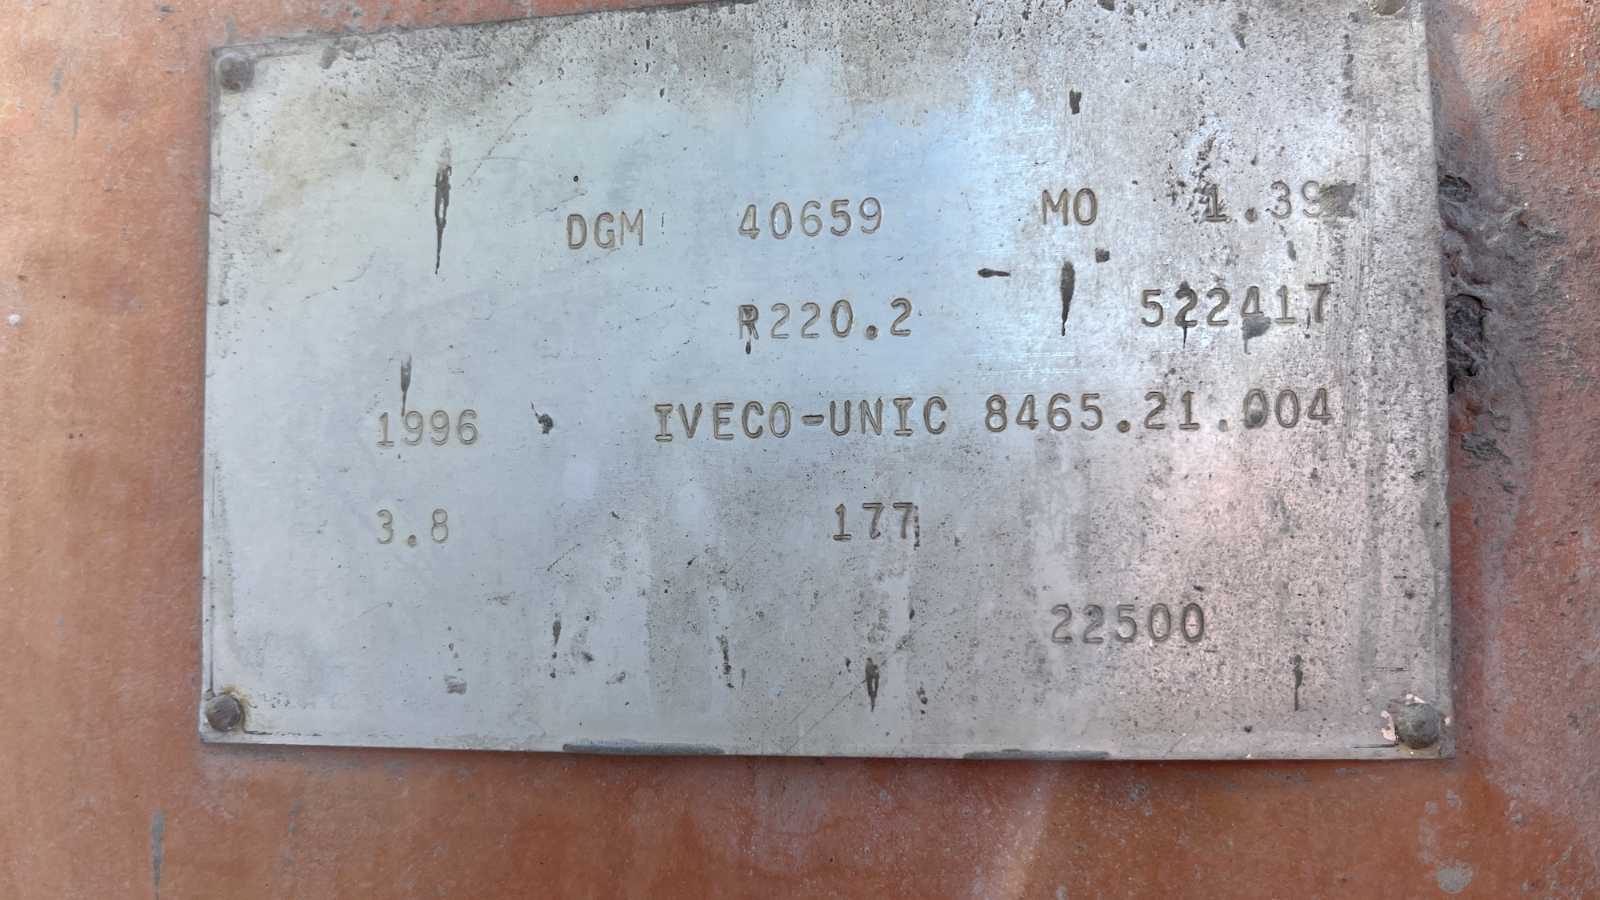 DGM 40659 MO
R220.2 522417
1996 IVECO-UNIC 8465.21.004
3.8 177
22500